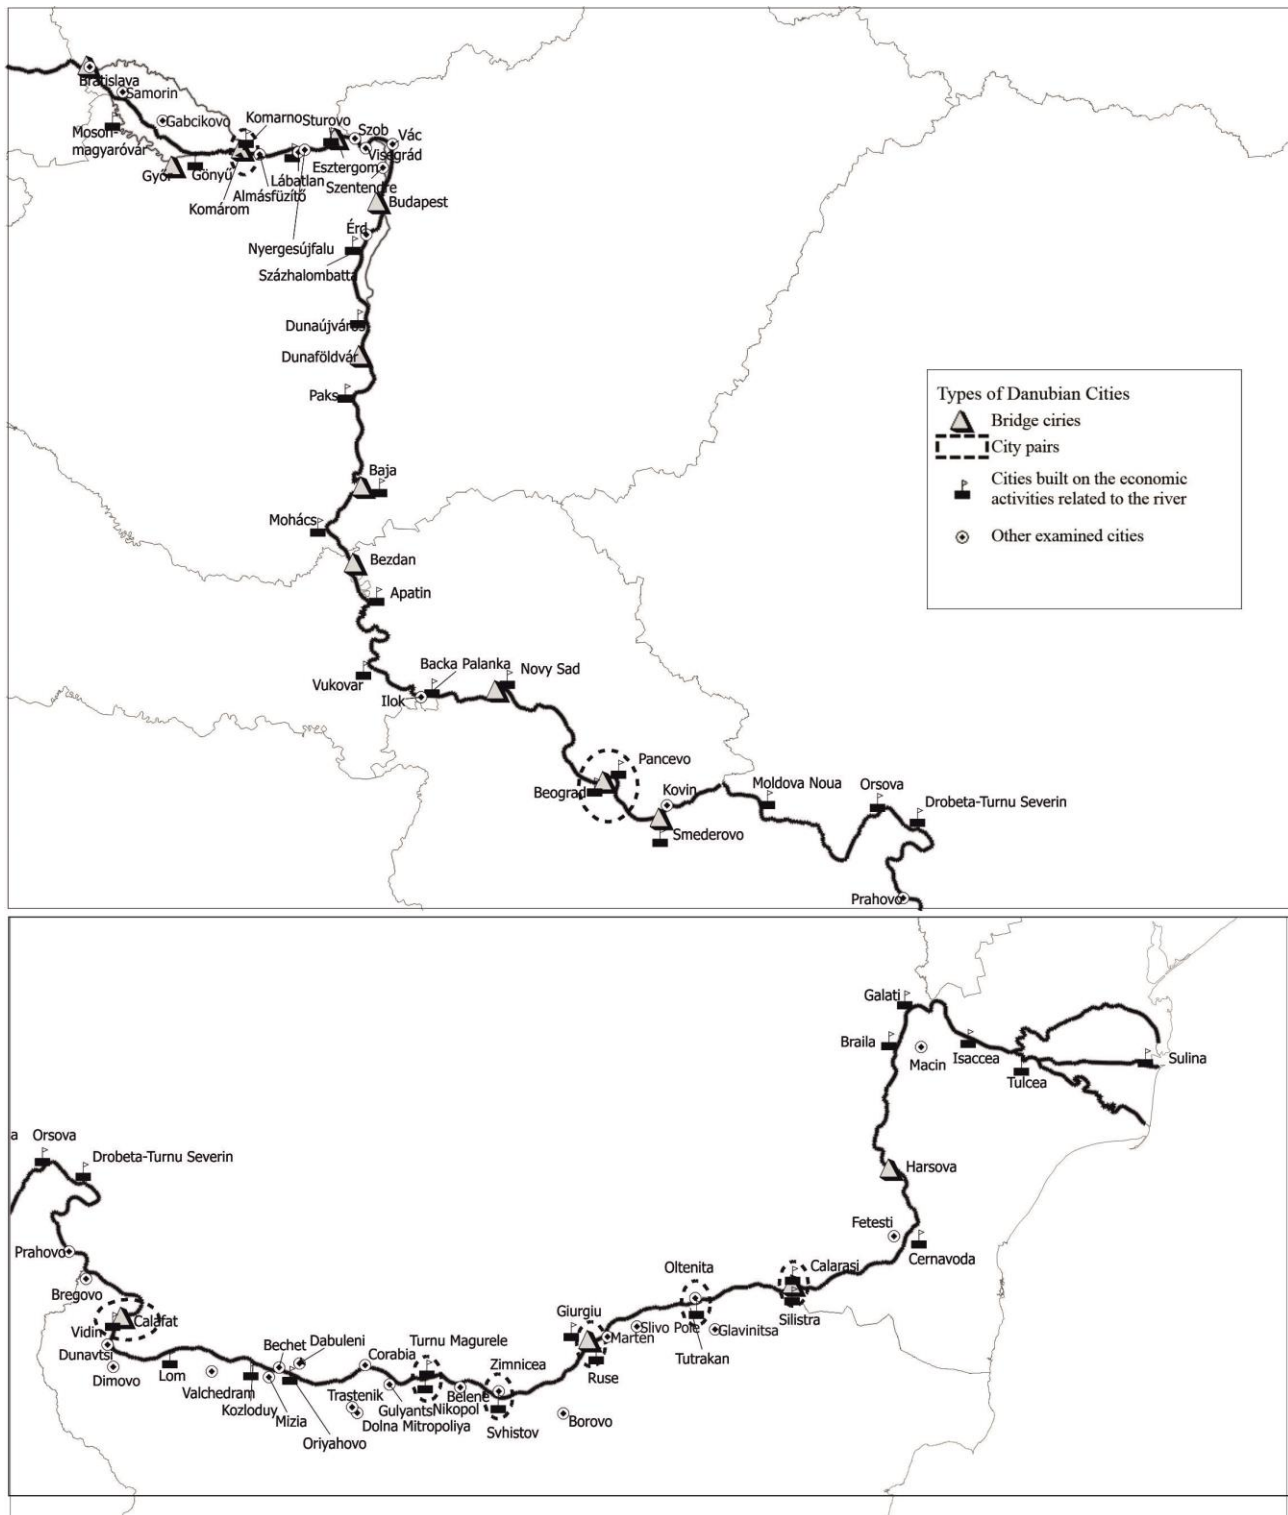 Bratislava
Samorin
Gabcikovo
Moson-
magyaróvár
Komarno
Sturovo
Szob
Vác
Visegrád
Győr
Gönyű
Lábatlan
Esztergom
Almásfüzítő
Szentendre
Komárom
Budapest
Érd
Nyergesújfalu
Százhalombatta
Dunaújváros
Dunaföldvár
Paks
Baja
Mohács
Bezdan
Apatin
Vukovar
Ilok
Backa Palanka
Novy Sad
Pancevo
Beograd
Kovin
Smederovo
Moldova Noua
Orsova
Drobeta-Turnu Severin
Prahovo
Types of Danubian Cities
Bridge ciries
City pairs
Cities built on the economic
activities related to the river
Other examined cities
Galati
Braila
Macin
Isaccea
Tulcea
Sulina
a
Orsova
Drobeta-Turnu Severin
Harsova
Fetesti
Cernavoda
Prahovo
Bregovo
Calafat
Vidin
Dunavtsi
Dimovo
Lom
Valchedram
Kozloduy
Bechet
Dabuleni
Mizia
Oriyahovo
Corabia
Trastenik
Gulyants
Dolna Mitropoliya
Turnu Magurele
Nikopol
Belene
Zimnicea
Svhistov
Borovo
Giurgiu
Marten
Ruse
Slivo Pole
Oltenita
Glavinitsa
Tutrakan
Calarasi
Silistra